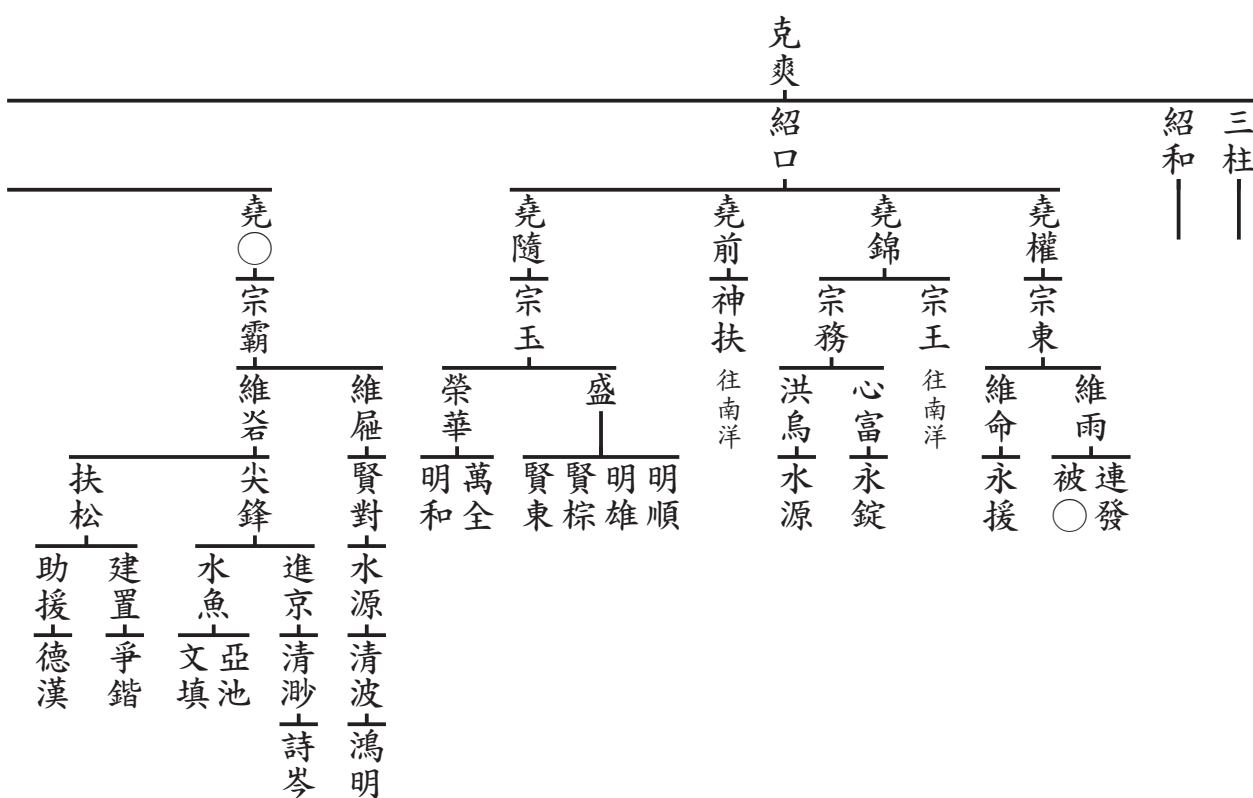 克爽
三柱
紹和
紹口
堯權
堯錦
堯前
堯隨
堯○
宗東
宗王
往南洋
宗務
神扶
往南洋
宗玉
宗霸
維雨
維命
心富
洪烏
盛
榮華
維屜
維峇
連發
被○
永援
永錠
水源
明順
明雄
賢棕
賢東
萬全
明和
賢對
尖鋒
扶松
水源
進京
水魚
建置
助援
清波
清渺
亞池
文填
爭鍇
德漢
鴻明
詩岑